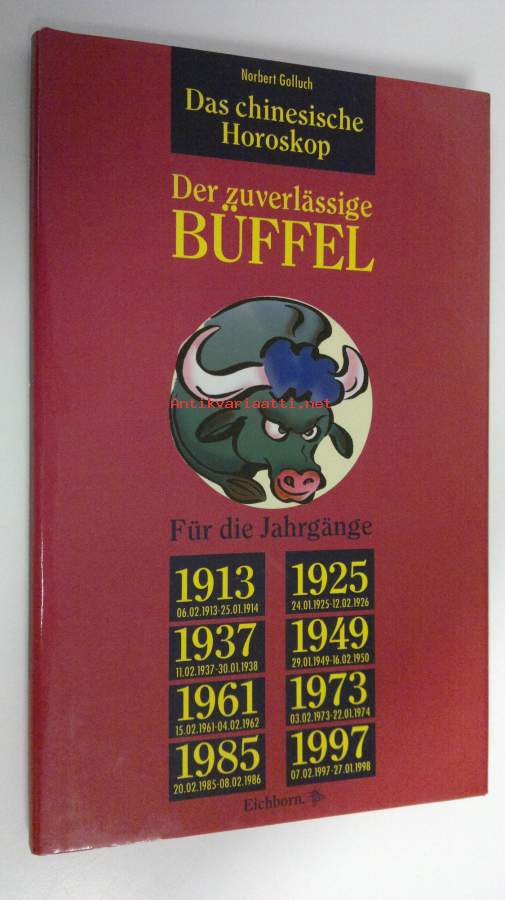 Norbert Golluch
Das chinesische
Horoskop
Der zuverlässige
BÜFFEL
Antikvariaatti.net
Für die Jahrgänge
1913
06.02.1913-25.01.1914
1925
24.01.1925-12.02.1926
1937
11.02.1937-30.01.1938
1949
29.01.1949-16.02.1950
1961
15.02.1961-04.02.1962
1973
03.02.1973-22.01.1974
1985
20.02.1985-08.02.1986
1997
07.02.1997-27.01.1998
Eichborn.